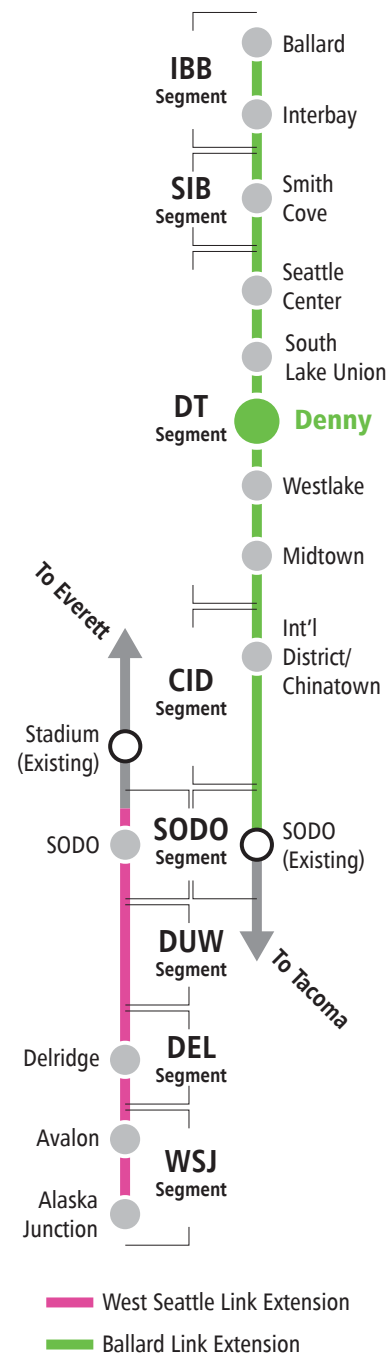 IBB
Segment
Ballard
Interbay
SIB
Segment
Smith
Cove
Seattle
Center
South
Lake Union
DT
Segment
Denny
Westlake
Midtown
To Everett
Int'l
District/
Chinatown
CID
Segment
Stadium
(Existing)
SODO
SODO
Segment
SODO
(Existing)
DUW
Segment
To Tacoma
Delridge
DEL
Segment
Avalon
WSJ
Segment
Alaska
Junction
West Seattle Link Extension
Ballard Link Extension